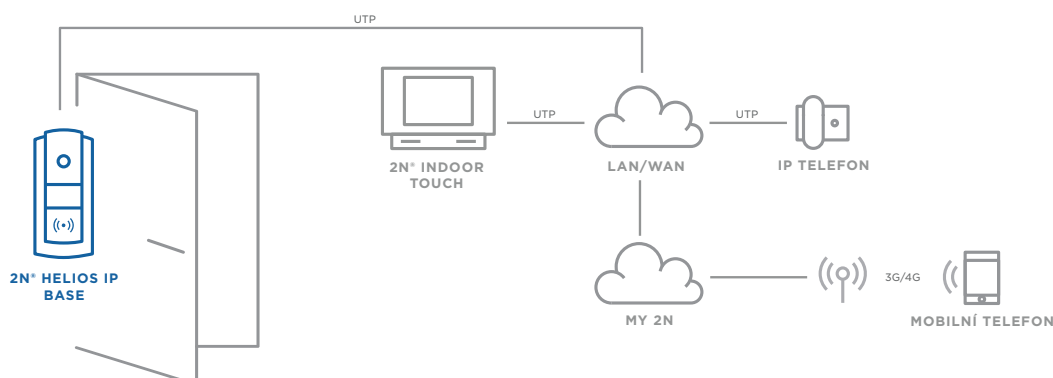 UTP
UTP
UTP
2N® INDOOR
TOUCH
LAN/WAN
IP TELEFON
2N® HELIOS IP
BASE
3G/4G
MY 2N
MOBILNÍ TELEFON